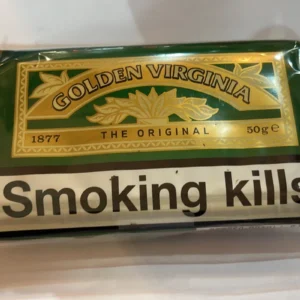 GOLDEN VIRGINIA
1877 THE ORIGINAL 50g e
Smoking kills